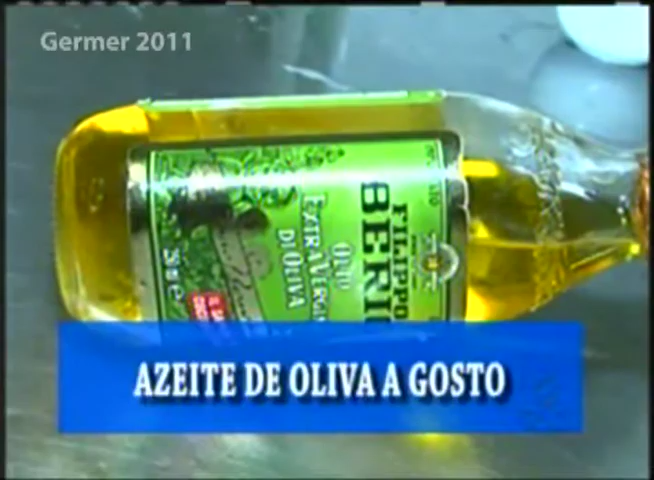 Germer 2011
FILIPPO
BERIO
OLIO
EXTRA VERGINE
DI OLIVA
AZEITE DE OLIVA A GOSTO